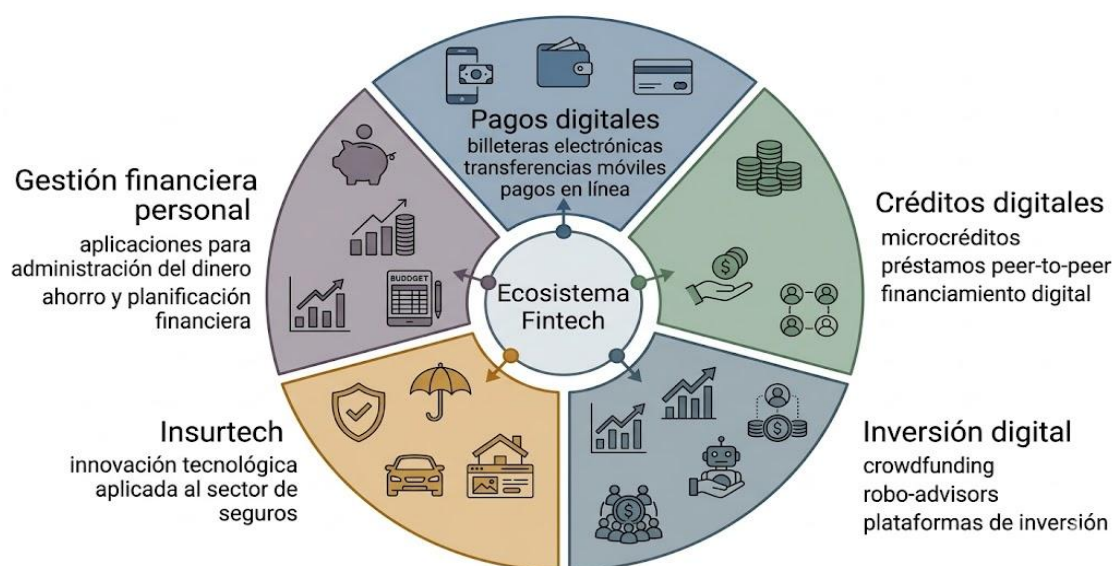 Pagos digitales
billeteras electrónicas
transferencias móviles
pagos en línea
Gestión financiera
personal
aplicaciones para
administración del dinero
ahorro y planificación
financiera
BUDDGET
Ecosistema
Fintech
Créditos digitales
microcréditos
préstamos peer-to-peer
financiamiento digital
Insurtech
innovación tecnológica
aplicada al sector de
seguros
Inversión digital
crowdfunding
robo-advisors
plataformas de inversión